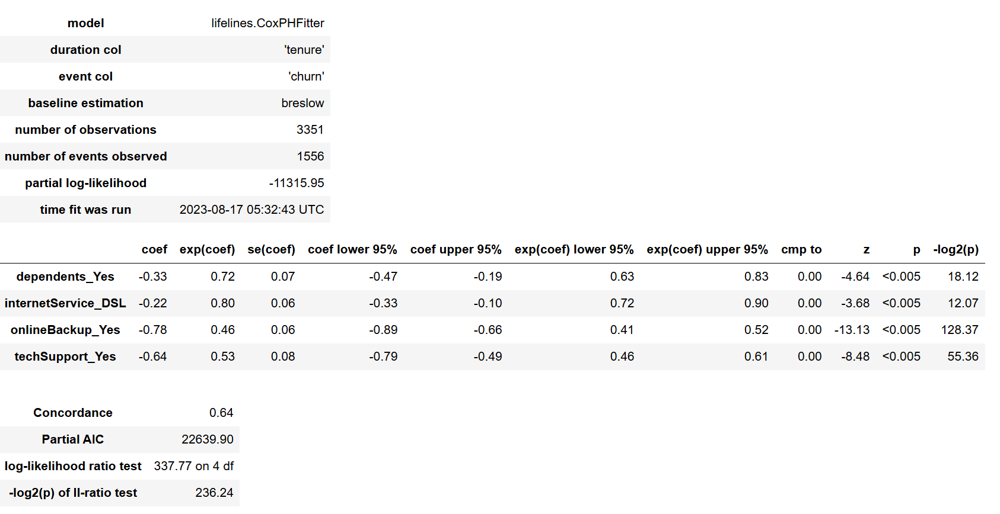 model lifelines.CoxPHFitter
duration col 'tenure'
event col 'churn'
baseline estimation breslow
number of observations 3351
number of events observed 1556
partial log-likelihood -11315.95
time fit was run 2023-08-17 05:32:43 UTC
coef exp(coef) se(coef) coef lower 95% coef upper 95% exp(coef) lower 95% exp(coef) upper 95% cmp to z p -log2(p)
dependents_Yes -0.33 0.72 0.07 -0.47 -0.19 0.63 0.83 0.00 -4.64 <0.005 18.12
internetService_DSL -0.22 0.80 0.06 -0.33 -0.10 0.72 0.90 0.00 -3.68 <0.005 12.07
onlineBackup_Yes -0.78 0.46 0.06 -0.89 -0.66 0.41 0.52 0.00 -13.13 <0.005 128.37
techSupport_Yes -0.64 0.53 0.08 -0.79 -0.49 0.46 0.61 0.00 -8.48 <0.005 55.36
Concordance 0.64
Partial AIC 22639.90
log-likelihood ratio test 337.77 on 4 df
-log2(p) of ll-ratio test 236.24